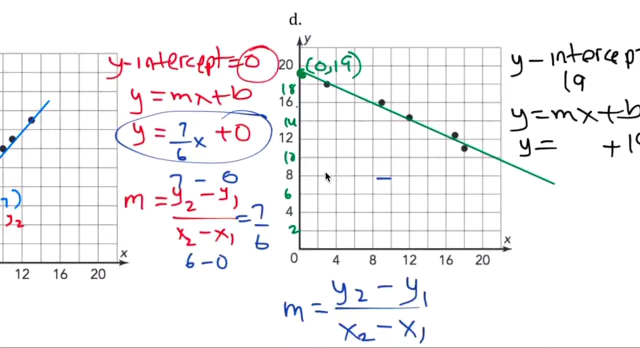 y-intercept=0
y=mx+b
y = 7/6 x +0
7 - 0
m = y2 - y1 / x2 - x1 = 7/6
6-0
y2
x
12 16 20
d.
y
20
(0,19)
18
16
14
12
10
8
6
4
2
0
4 8 12 16 20
x
m = y2 - y1 / x2 - x1
y-intercept
19
y=mx+b
y= +19